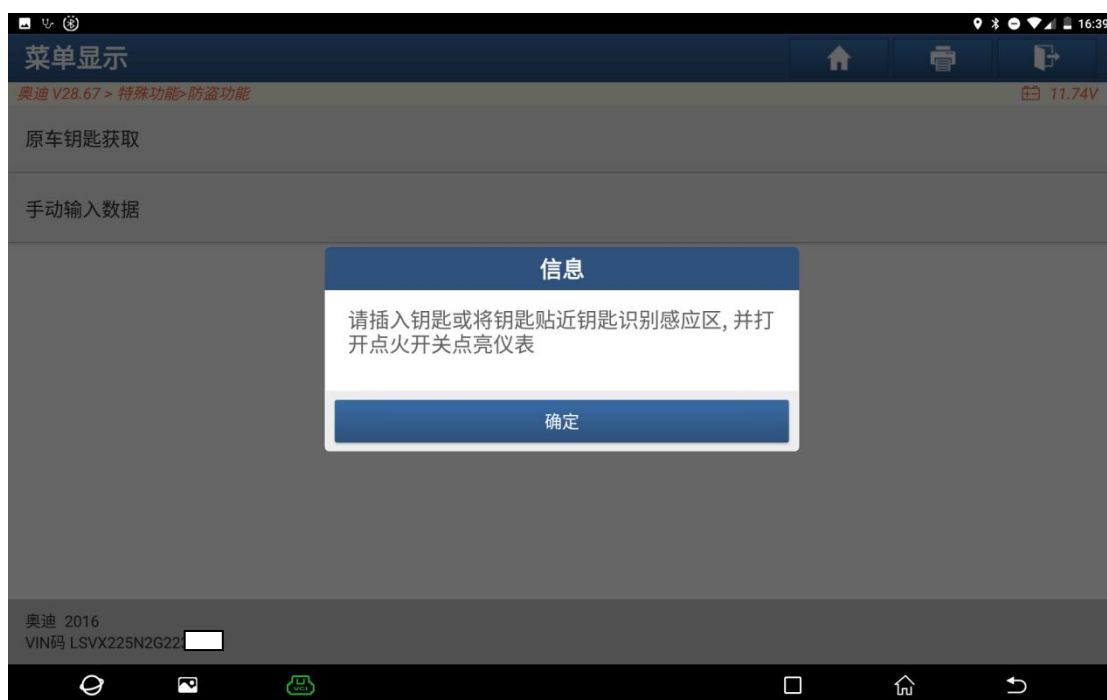 16:39
菜单显示
奥迪 V28.67 > 特殊功能>防盗功能
11.74V
原车钥匙获取
手动输入数据
信息
请插入钥匙或将钥匙贴近钥匙识别感应区, 并打
开点火开关点亮仪表
确定
奥迪 2016
VIN码 LSVX225N2G22
VCI